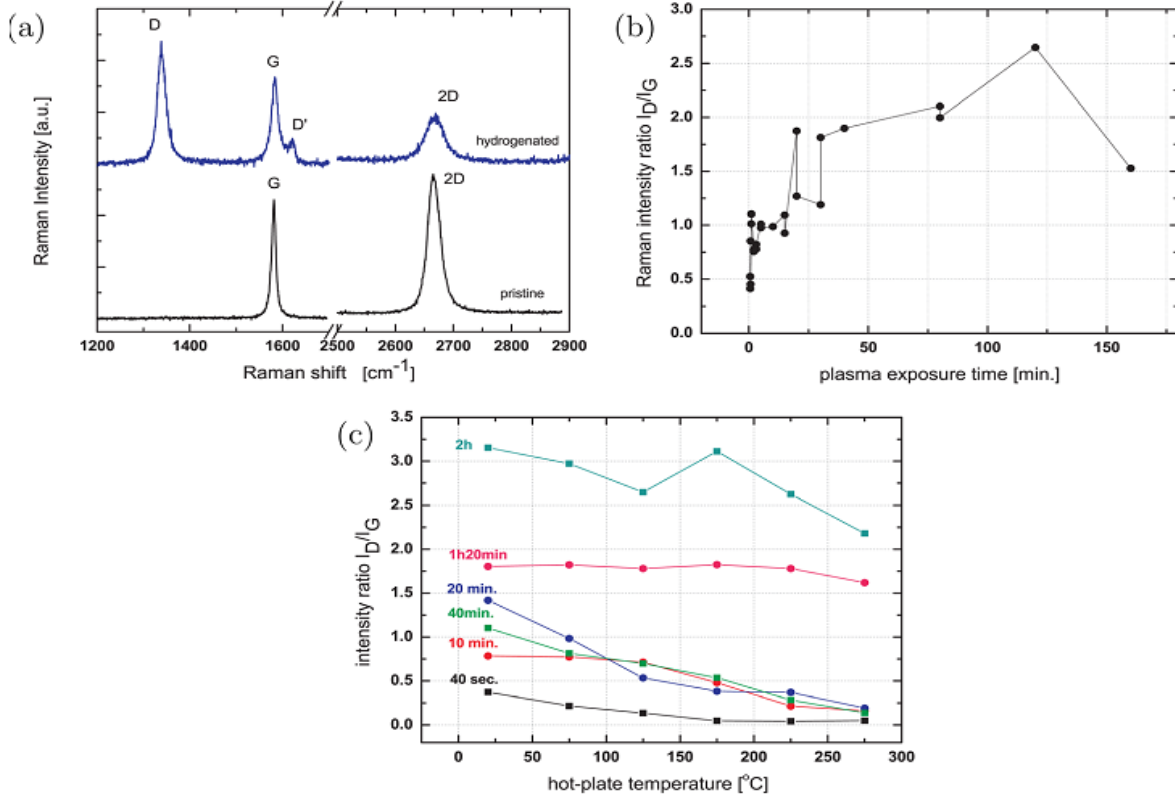 (a)
Raman Intensity [a.u.]
D
G
D'
2D
hydrogenated
G
2D
pristine
1200 1400 1600 2500 2600 2700 2800 2900
Raman shift [cm-1]
(b)
Raman intensity ratio ID/IG
3.0
2.5
2.0
1.5
1.0
0.5
0.0
0 50 100 150
plasma exposure time [min.]
(c)
intensity ratio ID/IG
3.5
3.0
2.5
2.0
1.5
1.0
0.5
0.0
2h
1h20min
20 min.
40min.
10 min.
40 sec.
0 50 100 150 200 250 300
hot-plate temperature [°C]